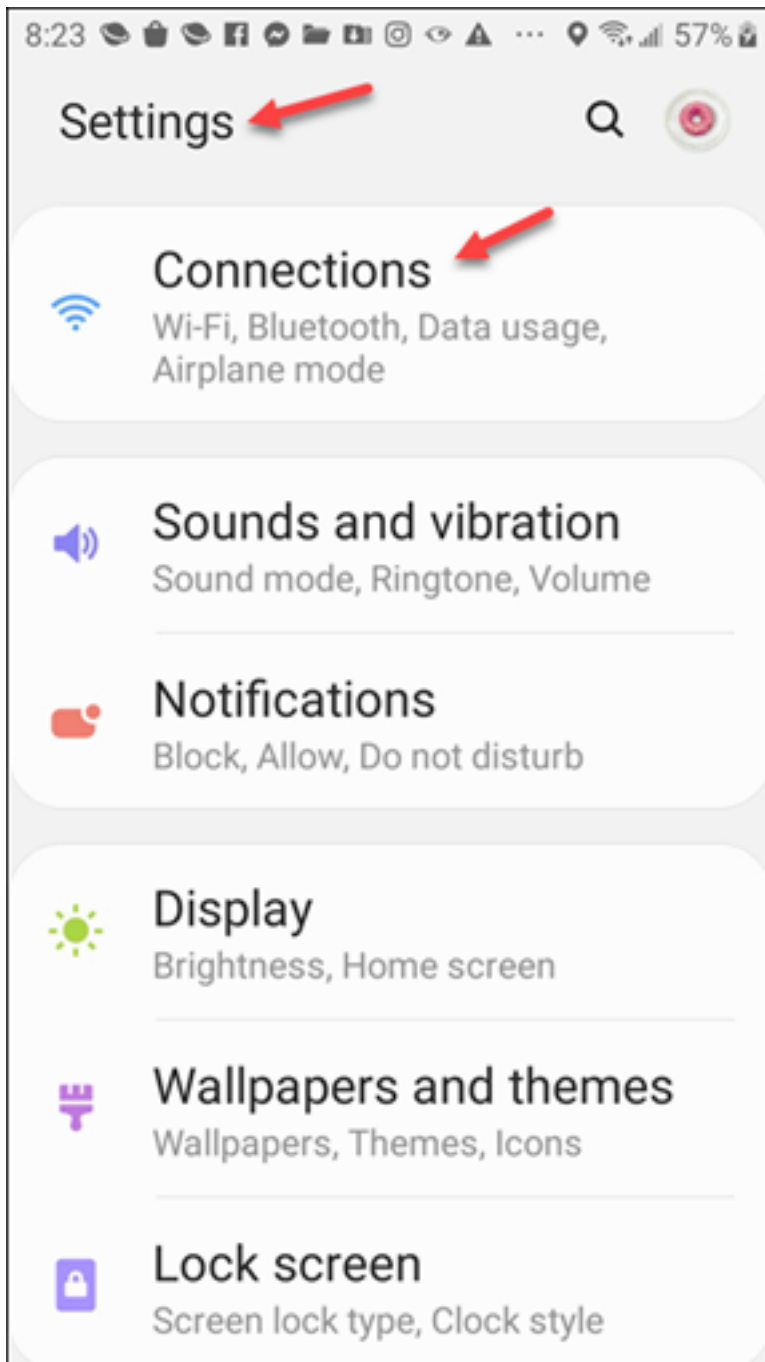 8:23 57%
Settings
Connections
Wi-Fi, Bluetooth, Data usage,
Airplane mode
Sounds and vibration
Sound mode, Ringtone, Volume
Notifications
Block, Allow, Do not disturb
Display
Brightness, Home screen
Wallpapers and themes
Wallpapers, Themes, Icons
Lock screen
Screen lock type, Clock style